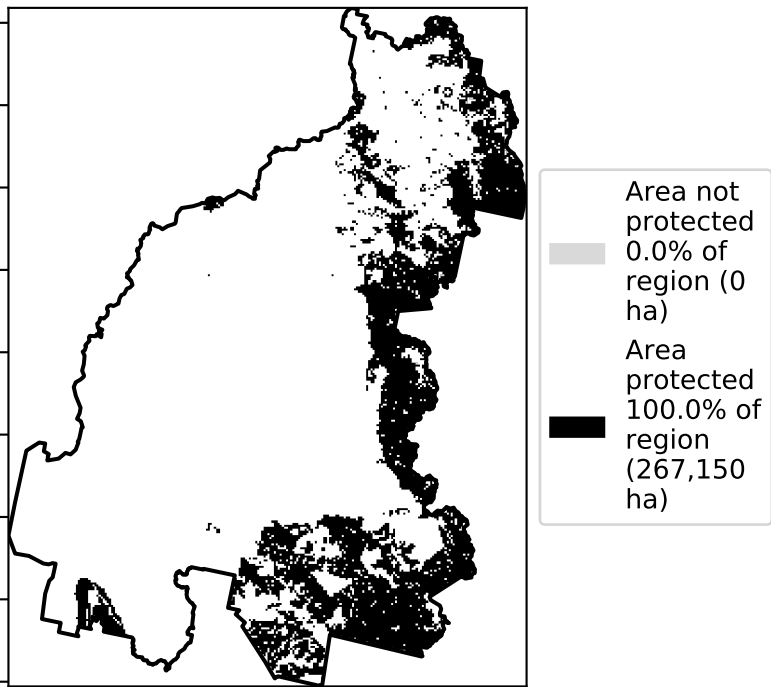 Area not
protected
0.0% of
region (0
ha)
Area
protected
100.0% of
region
(267,150
ha)